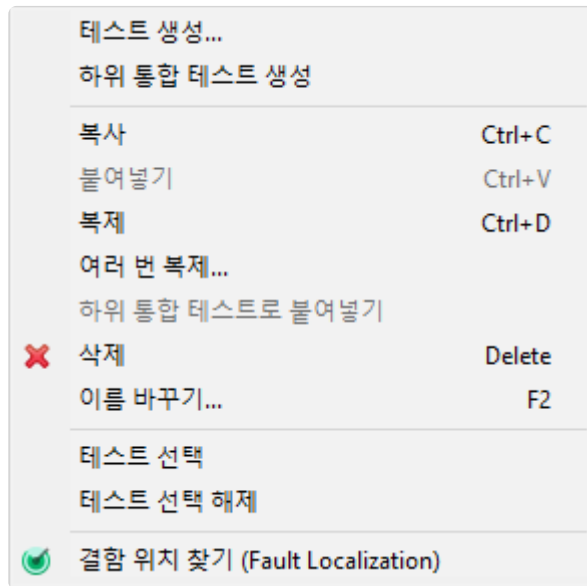 테스트 생성...
하위 통합 테스트 생성
복사 Ctrl+C
붙여넣기 Ctrl+V
복제 Ctrl+D
여러 번 복제...
하위 통합 테스트로 붙여넣기
삭제 Delete
이름 바꾸기... F2
테스트 선택
테스트 선택 해제
결함 위치 찾기 (Fault Localization)